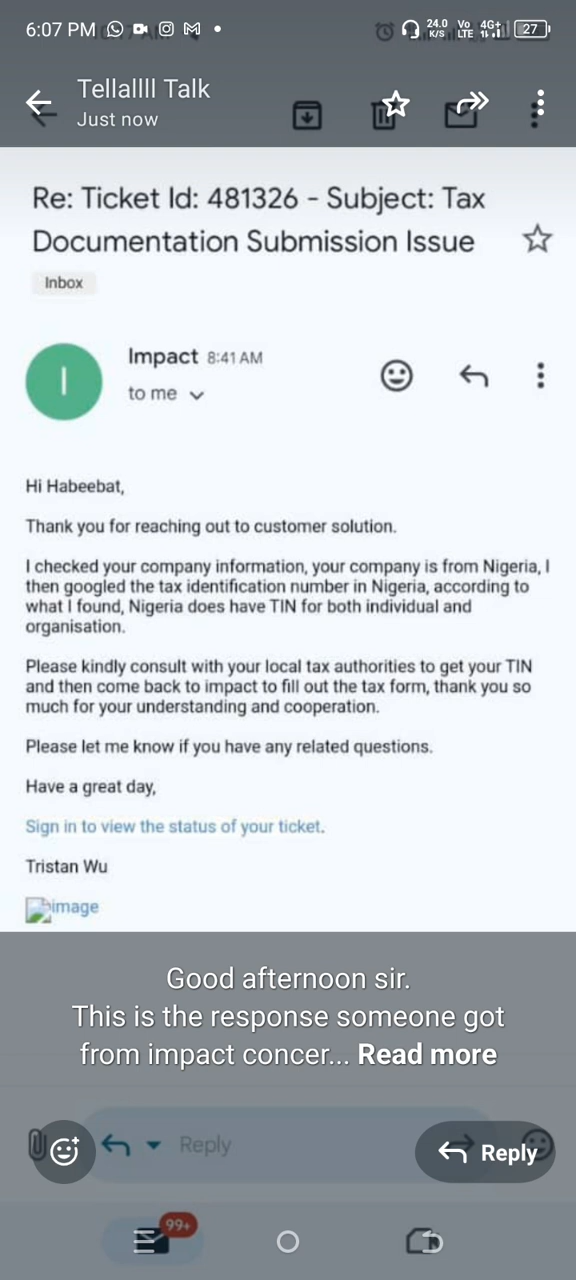 6:07 PM
24.0 K/S Vo LTE 4G+ 27
Tellallll Talk
Just now
Re: Ticket Id: 481326 - Subject: Tax
Documentation Submission Issue
Inbox
I
Impact 8:41 AM
to me
Hi Habeebat,
Thank you for reaching out to customer solution.
I checked your company information, your company is from Nigeria, I
then googled the tax identification number in Nigeria, according to
what I found, Nigeria does have TIN for both individual and
organisation.
Please kindly consult with your local tax authorities to get your TIN
and then come back to impact to fill out the tax form, thank you so
much for your understanding and cooperation.
Please let me know if you have any related questions.
Have a great day,
Sign in to view the status of your ticket.
Tristan Wu
image
Good afternoon sir.
This is the response someone got
from impact concer... Read more
Reply
Reply
99+